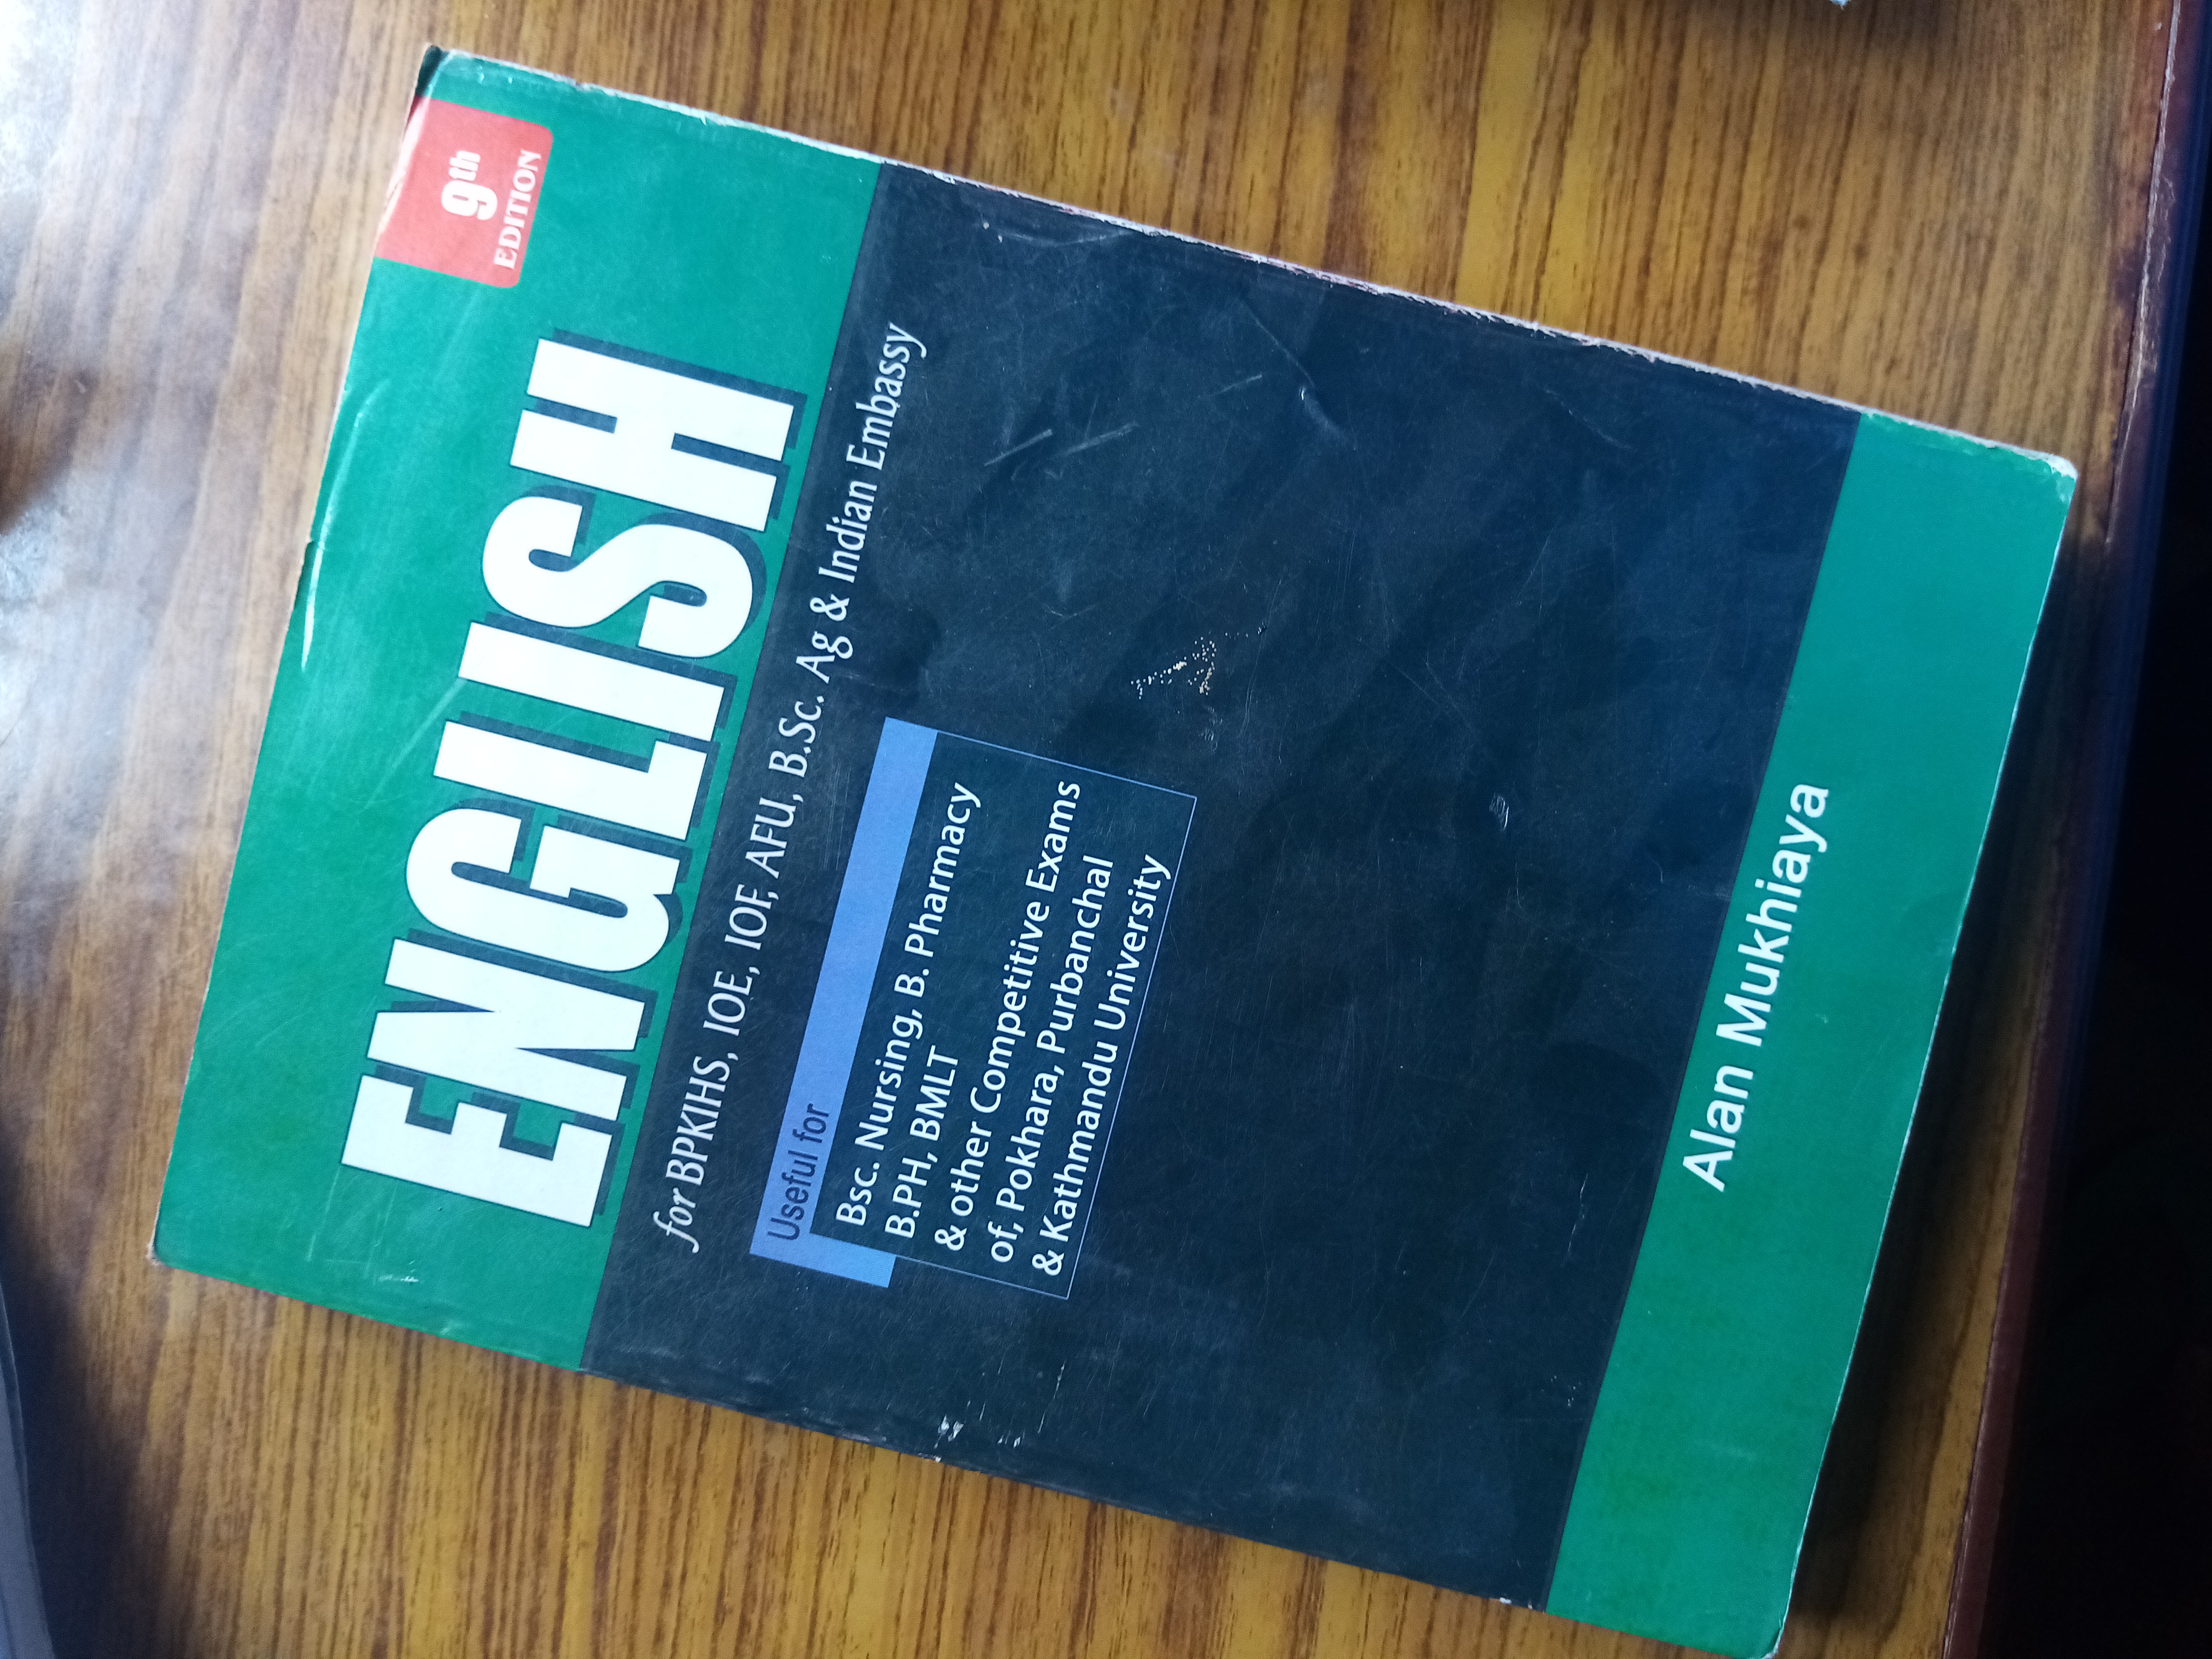 9th
EDITION
ENGLISH
for BPKIHS, IOE, IOF, AFU, B.Sc. Ag & Indian Embassy
Useful for
Bsc. Nursing, B. Pharmacy
B.PH, BMLT
& other Competitive Exams
of, Pokhara, Purbanchal
& Kathmandu University
Alan Mukhiaya